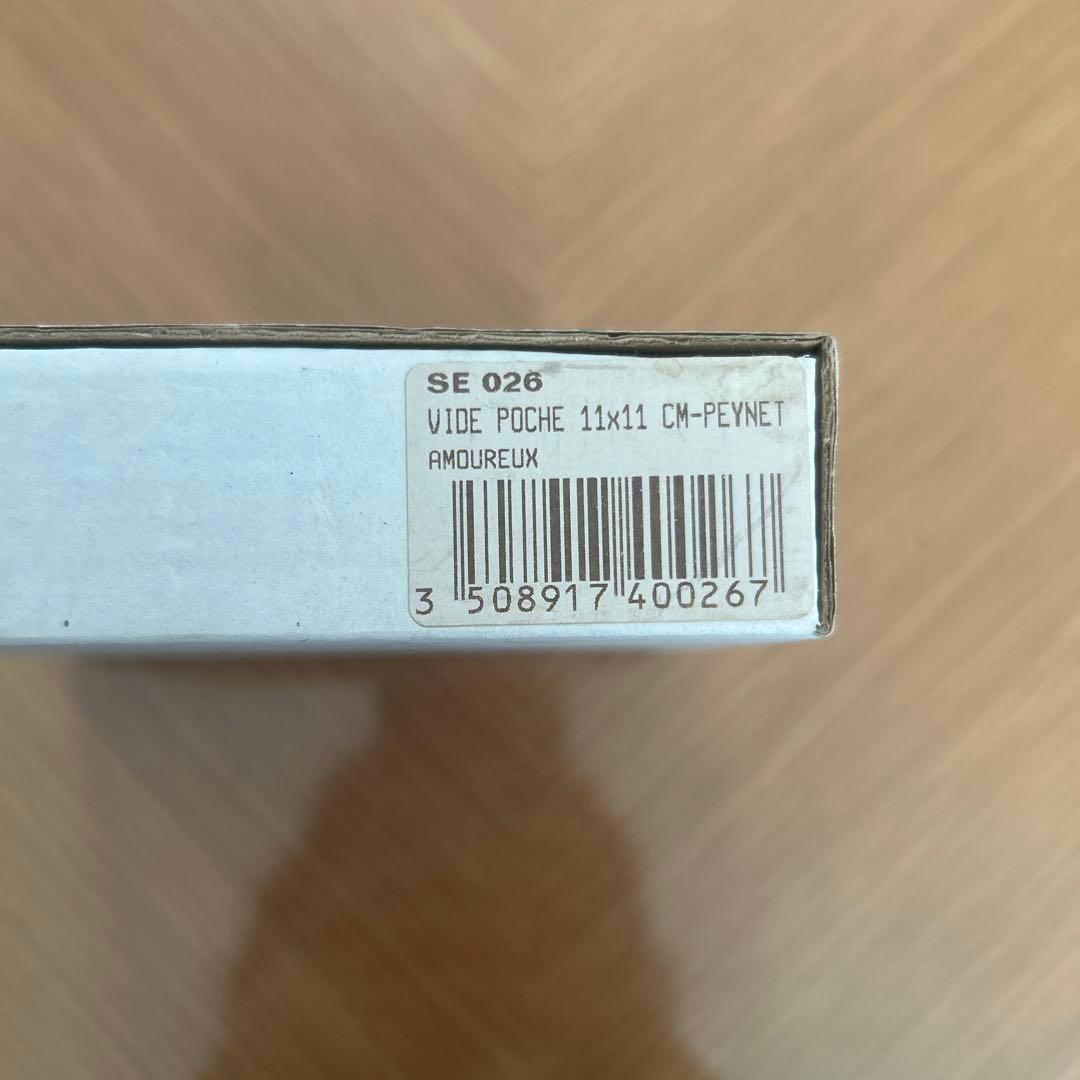 SE 026
VIDE POCHE 11x11 CM-PEYNET
AMOUREUX
3 508917 400267